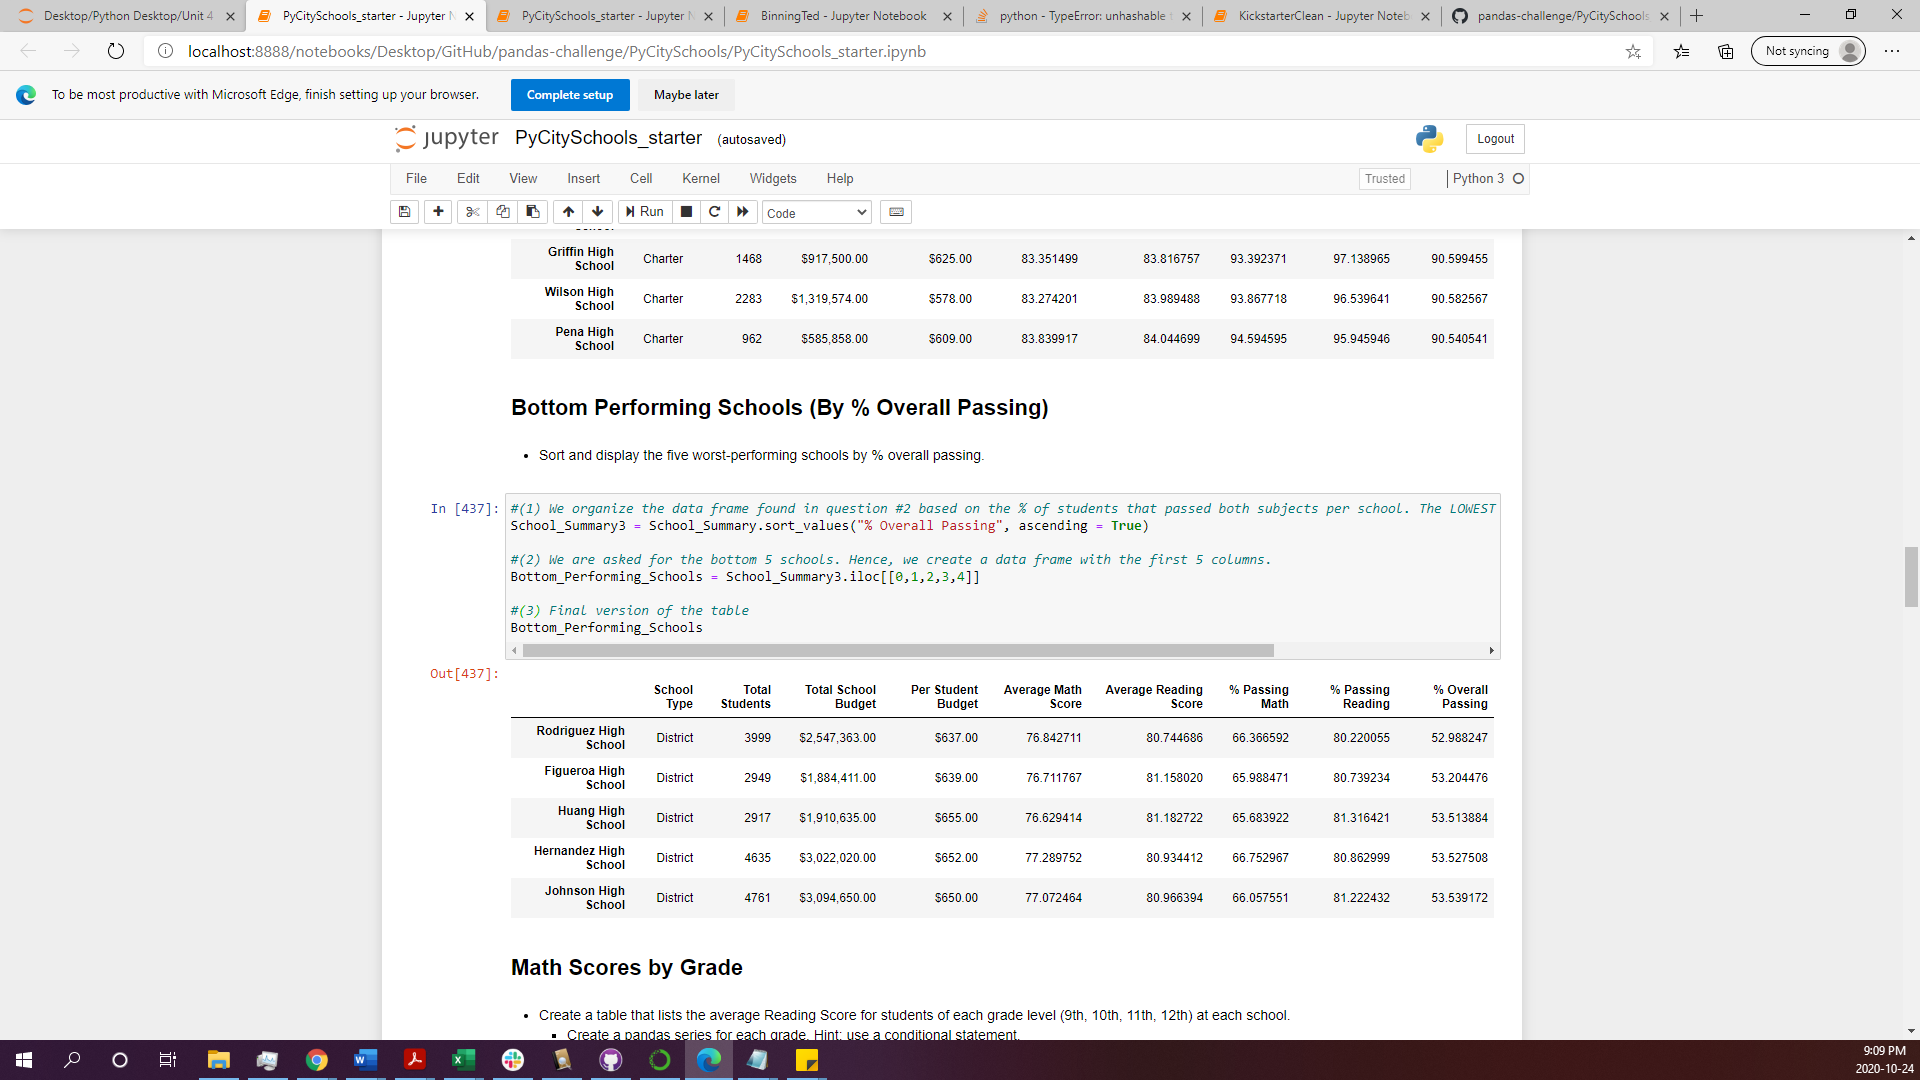 Desktop/Python Desktop/Unit 4
PyCitySchools_starter - Jupyter N
PyCitySchools_starter - Jupyter N
BinningTed - Jupyter Notebook
python - TypeError: unhashable t
KickstarterClean - Jupyter Noteb
pandas-challenge/PyCitySchools
localhost:8888/notebooks/Desktop/GitHub/pandas-challenge/PyCitySchools/PyCitySchools_starter.ipynb
Not syncing
To be most productive with Microsoft Edge, finish setting up your browser.
Complete setup
Maybe later
jupyter PyCitySchools_starter (autosaved)
Logout
File Edit View Insert Cell Kernel Widgets Help
Trusted
Python 3
Run
Code
Griffin High School Charter 1468 $917,500.00 $625.00 83.351499 83.816757 93.392371 97.138965 90.599455
Wilson High School Charter 2283 $1,319,574.00 $578.00 83.274201 83.989488 93.867718 96.539641 90.582567
Pena High School Charter 962 $585,858.00 $609.00 83.839917 84.044699 94.594595 95.945946 90.540541
Bottom Performing Schools (By % Overall Passing)
• Sort and display the five worst-performing schools by % overall passing.
In [437]:
#(1) We organize the data frame found in question #2 based on the % of students that passed both subjects per school. The LOWEST
School_Summary3 = School_Summary.sort_values("% Overall Passing", ascending = True)
#(2) We are asked for the bottom 5 schools. Hence, we create a data frame with the first 5 columns.
Bottom_Performing_Schools = School_Summary3.iloc[[0,1,2,3,4]]
#(3) Final version of the table
Bottom_Performing_Schools
Out[437]:
School Type Total Students Total School Budget Per Student Budget Average Math Score Average Reading Score % Passing Math % Passing Reading % Overall Passing
Rodriguez High School District 3999 $2,547,363.00 $637.00 76.842711 80.744686 66.366592 80.220055 52.988247
Figueroa High School District 2949 $1,884,411.00 $639.00 76.711767 81.158020 65.988471 80.739234 53.204476
Huang High School District 2917 $1,910,635.00 $655.00 76.629414 81.182722 65.683922 81.316421 53.513884
Hernandez High School District 4635 $3,022,020.00 $652.00 77.289752 80.934412 66.752967 80.862999 53.527508
Johnson High School District 4761 $3,094,650.00 $650.00 77.072464 80.966394 66.057551 81.222432 53.539172
Math Scores by Grade
• Create a table that lists the average Reading Score for students of each grade level (9th, 10th, 11th, 12th) at each school.
▪ Create a pandas series for each grade. Hint: use a conditional statement.
9:09 PM
2020-10-24